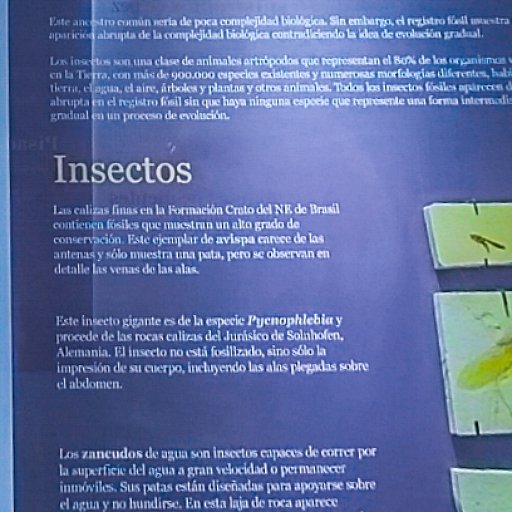 Este ancestro común sería de poca complejidad biológica. Sin embargo, el registro fósil muestra
aparición abrupta de la complejidad biológica contradiciendo la idea de evolución gradual.
Los insectos son una clase de animales artrópodos que representan el 80% de los organismos
en la Tierra, con más de 900.000 especies existentes y numerosas morfologías diferentes,
tierra, el agua, el aire, árboles y plantas y otros animales. Todos los insectos fósiles aparecen
abrupta en el registro fósil sin que haya ninguna especie que represente una forma
gradual en un proceso de evolución.
Insectos
Las calizas finas en la Formación Crato del NE de Brasil
contienen fósiles que muestran un alto grado de
conservación. Este ejemplar de avispa carece de las
antenas y sólo muestra una pata, pero se observan en
detalle las venas de las alas.
Este insecto gigante es de la especie Pycnophlebia y
procede de las rocas calizas del Jurásico de Solnhofen,
Alemania. El insecto no está fosilizado, sino sólo la
impresión de su cuerpo, incluyendo las alas plegadas sobre
el abdomen.
Los zancudos de agua son insectos capaces de correr por
la superficie del agua a gran velocidad o permanecer
inmóviles. Sus patas están diseñadas para apoyarse sobre
el agua y no hundirse. En esta laja de roca aparece